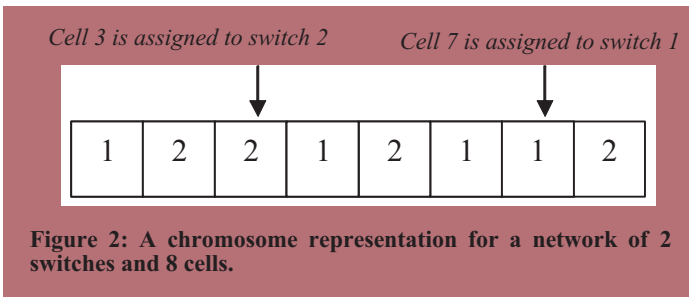 Cell 3 is assigned to switch 2 Cell 7 is assigned to switch 1
1 2 2 1 2 1 1 2
Figure 2: A chromosome representation for a network of 2
switches and 8 cells.